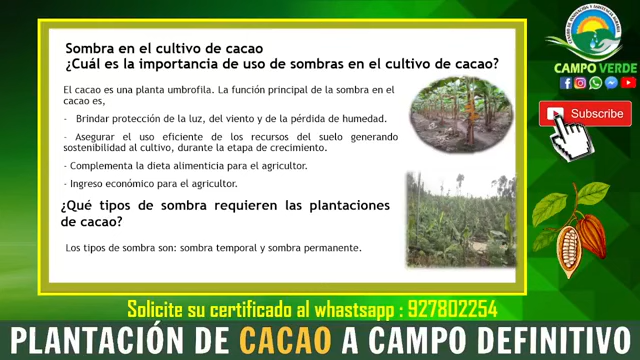 Sombra en el cultivo de cacao
¿Cuál es la importancia de uso de sombras en el cultivo de cacao?
El cacao es una planta umbrofila. La función principal de la sombra en el
cacao es,
- Brindar protección de la luz, del viento y de la pérdida de humedad.
- Asegurar el uso eficiente de los recursos del suelo generando
sostenibilidad al cultivo, durante la etapa de crecimiento.
- Complementa la dieta alimenticia para el agricultor.
- Ingreso económico para el agricultor.
¿Qué tipos de sombra requieren las plantaciones
de cacao?
Los tipos de sombra son: sombra temporal y sombra permanente.
CAMPO VERDE
Subscribe
Solicite su certificado al whastsapp : 927802254
PLANTACIÓN DE CACAO A CAMPO DEFINITIVO